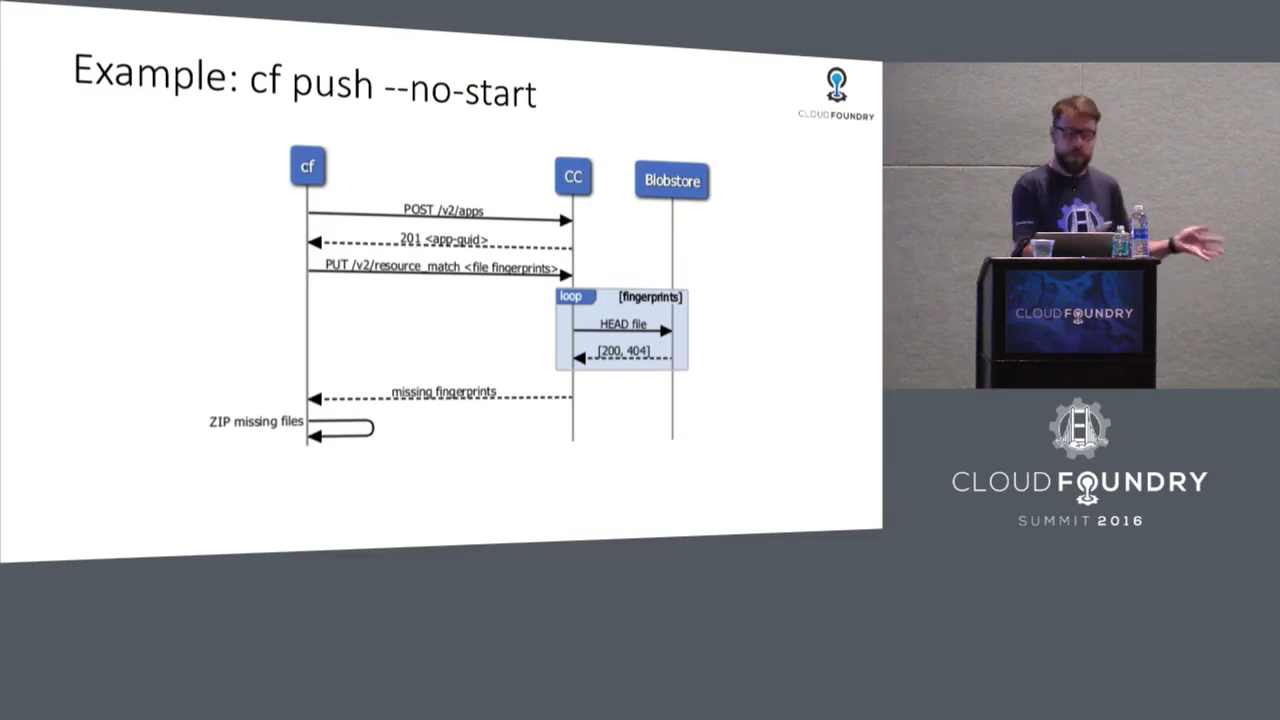 Example: cf push --no-start
CLOUD FOUNDRY
cf
CC
Blobstore
POST /v2/apps
201 <app-guid>
PUT /v2/resource_match <file fingerprints>
loop
[fingerprints]
HEAD file
[200, 404]
missing fingerprints
ZIP missing files
CLOUD FOUNDRY
CLOUD FOUNDRY
SUMMIT 2016